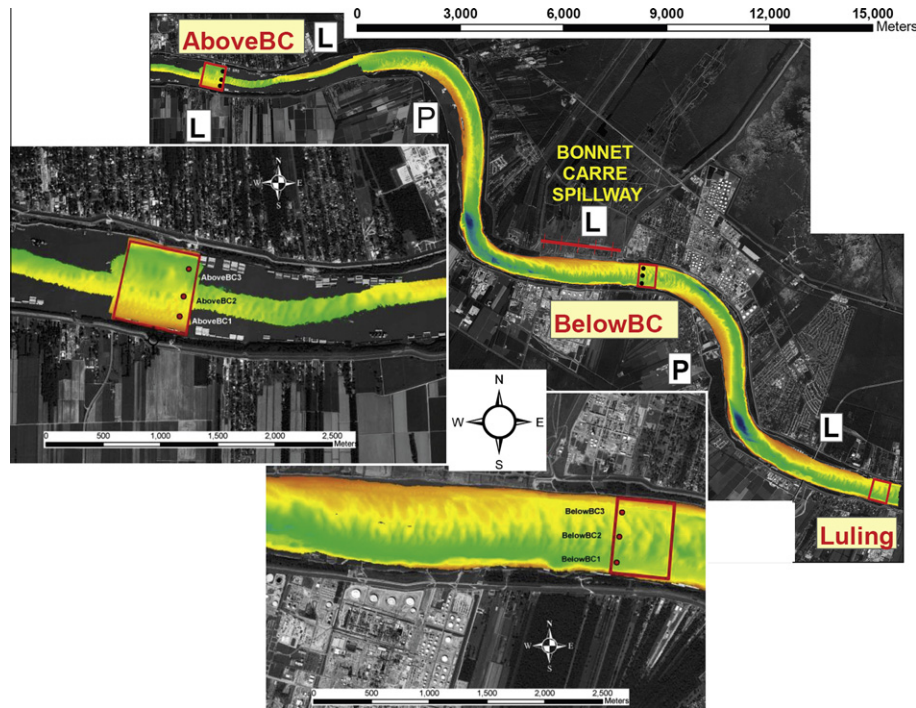 0 3,000 6,000 9,000 12,000 15,000
Meters
AboveBC
L
L
P
BONNET
CARRE
SPILLWAY
L
BelowBC
P
L
Luling
N
W E
S
AboveBC3
AboveBC2
AboveBC1
0 500 1,000 1,500 2,000 2,500
Meters
N
W E
S
BelowBC3
BelowBC2
BelowBC1
N
W E
S
0 500 1,000 1,500 2,000 2,500
Meters